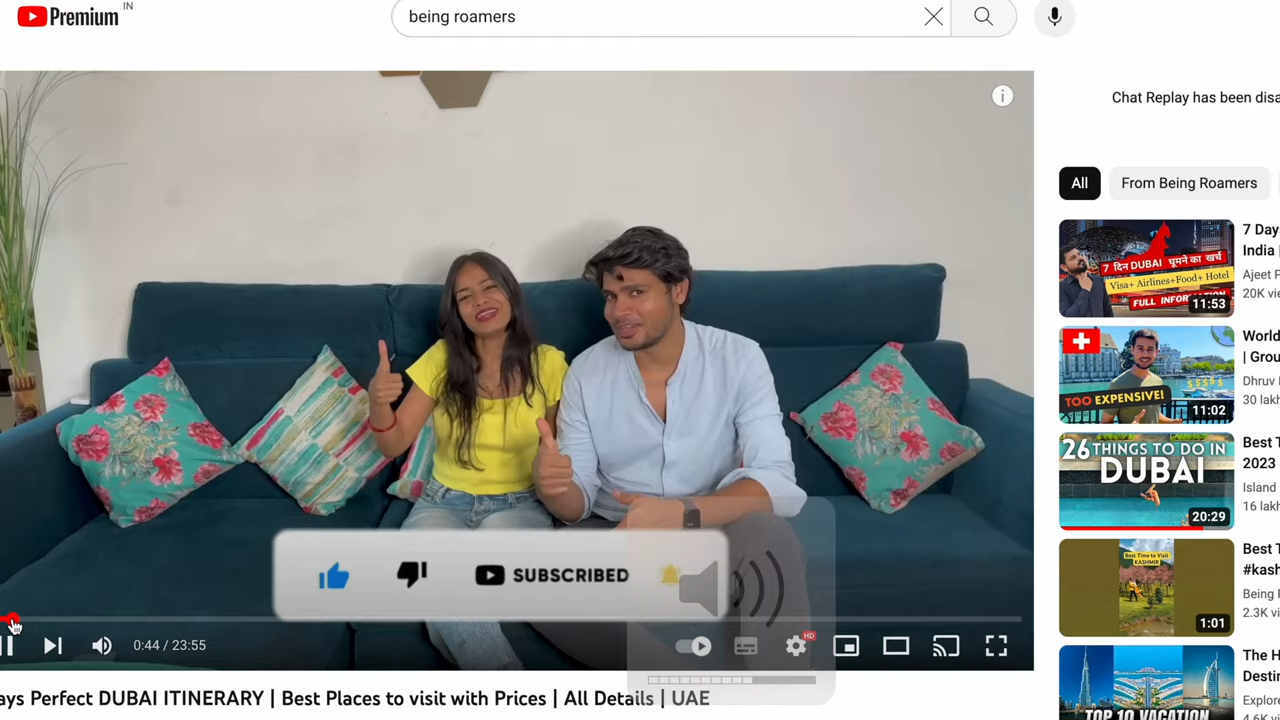 Premium IN
being roamers
Chat Replay has been disa
All
From Being Roamers
7 दिन DUBAI घूमने का खर्च
Visa+ Airlines+Food+ Hotel
FULL INFORMATION
11:53
7 Day
India |
Ajeet P
20K vie
TOO EXPENSIVE!
$$$$$
11:02
World
| Grou
Dhruv
30 lakh
26 THINGS TO DO IN
DUBAI
20:29
Best T
2023
Island
16 lakh
Best Time to Visit
KASHMIR
1:01
Best T
#kash
Being
2.3K
TOP 10 VACATION
The H
Destin
Explor
SUBSCRIBED
0:44 / 23:55
HD
ays Perfect DUBAI ITINERARY | Best Places to visit with Prices | All Details | UAE